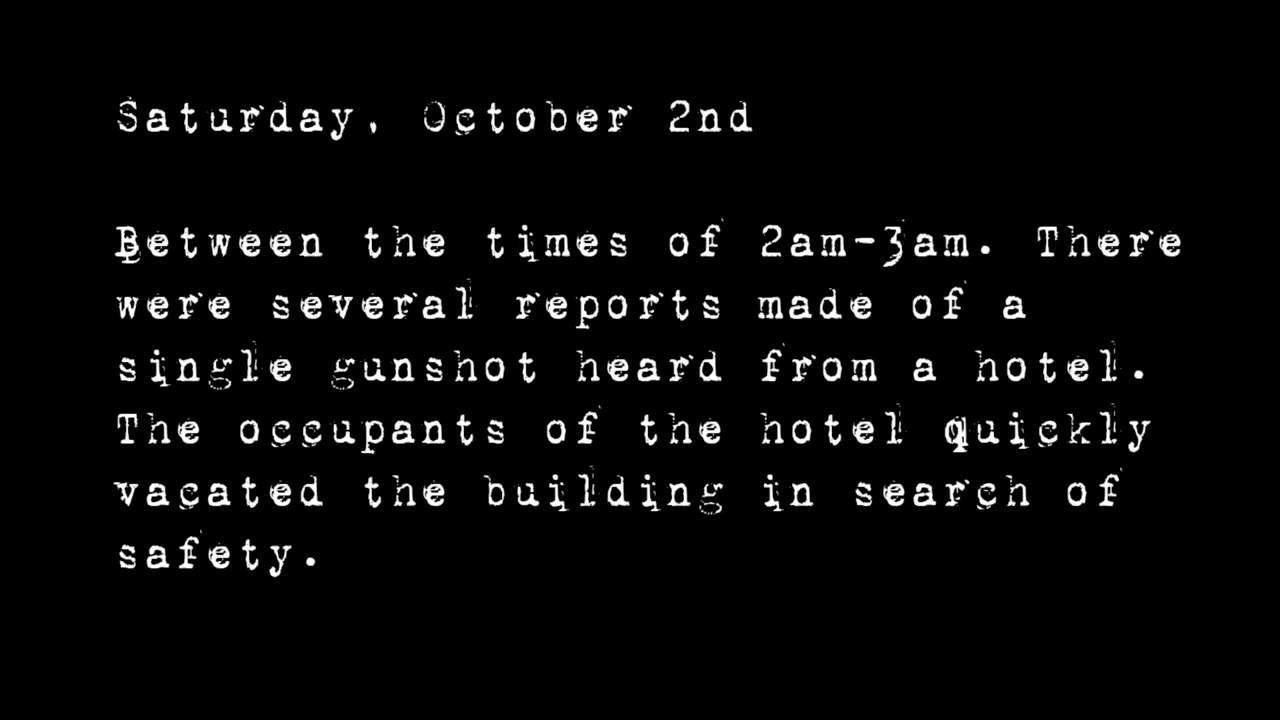 Saturday, October 2nd
Between the times of 2am-3am. There
were several reports made of a
single gunshot heard from a hotel.
The occupants of the hotel quickly
vacated the building in search of
safety.